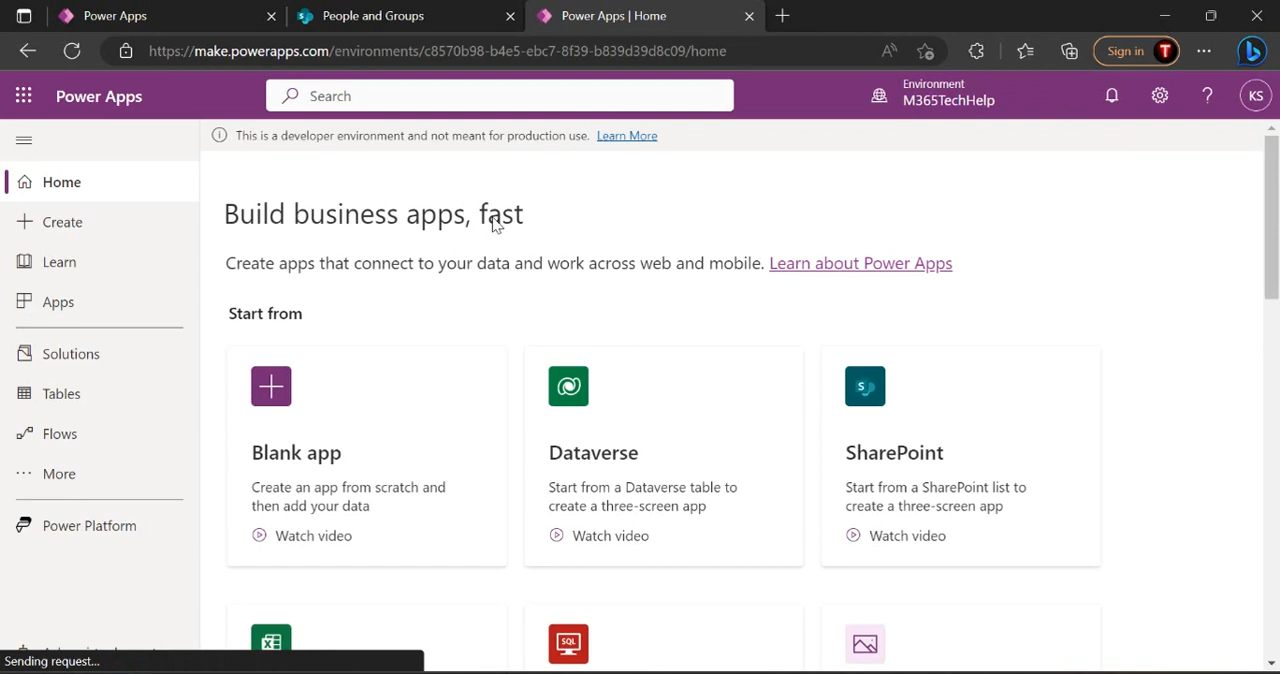 Power Apps
People and Groups
Power Apps | Home
https://make.powerapps.com/environments/c8570b98-b4e5-ebc7-8f39-b839d39d8c09/home
Sign in T
Power Apps
Search
Environment
M365TechHelp
KS
This is a developer environment and not meant for production use. Learn More
Home
Create
Learn
Apps
Solutions
Tables
Flows
More
Power Platform
Build business apps, fast
Create apps that connect to your data and work across web and mobile. Learn about Power Apps
Start from
Blank app
Create an app from scratch and
then add your data
Watch video
Dataverse
Start from a Dataverse table to
create a three-screen app
Watch video
SharePoint
Start from a SharePoint list to
create a three-screen app
Watch video
SQL
Sending request...